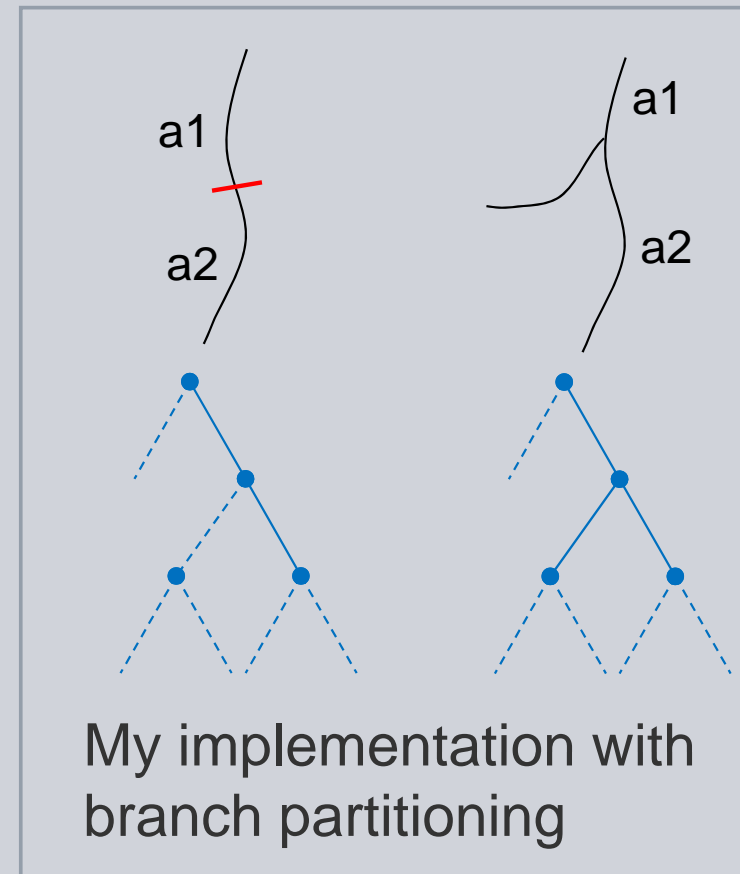 a1
a2
a1
a2
My implementation with
branch partitioning